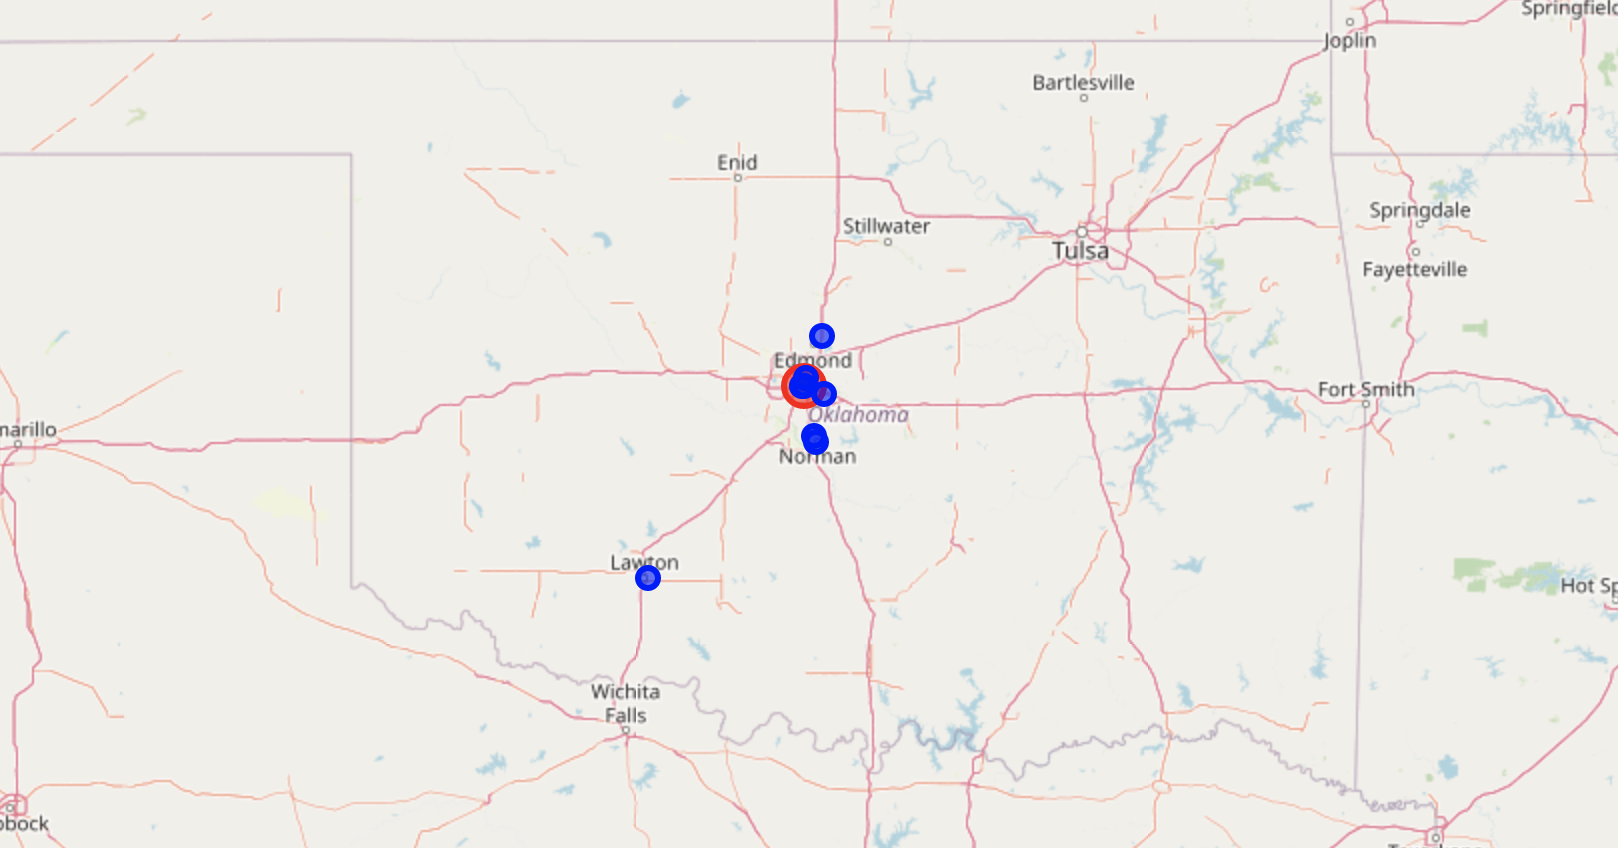 Springfield
Joplin
Bartlesville
Enid
Springdale
Stillwater
Tulsa
Fayetteville
Edmond
Fort Smith
Oklahoma
marillo
Norman
Lawton
Hot Sp
Wichita
Falls
bbock